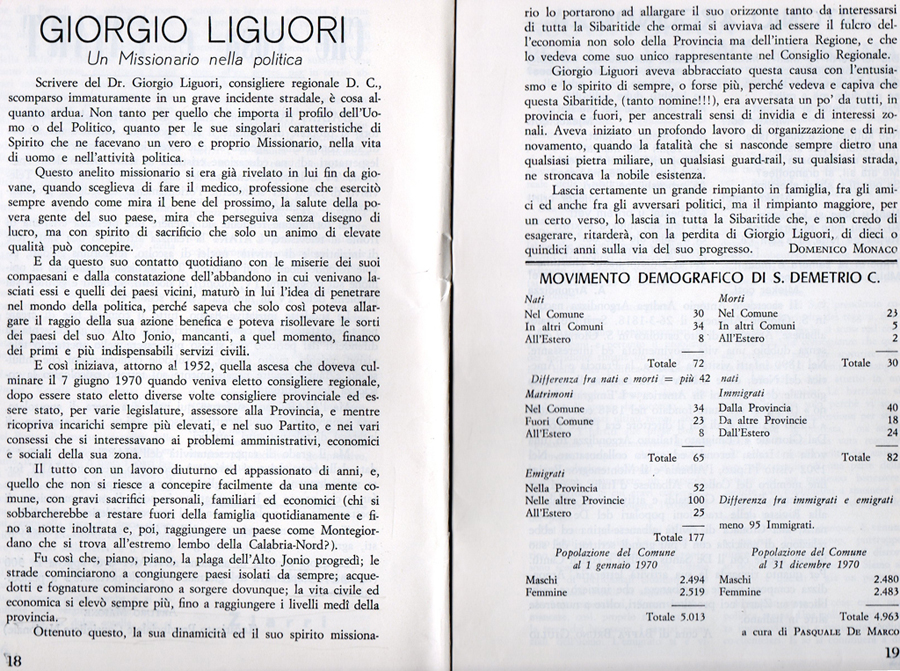 GIORGIO LIGUORI
Un Missionario nella politica
Scrivere del Dr. Giorgio Liguori, consigliere regionale D. C.,
scomparso immaturamente in un grave incidente stradale, è cosa al-
quanto ardua. Non tanto per quello che importa il profilo dell'Uo-
mo o del Politico, quanto per le sue singolari caratteristiche di
Spirito che ne facevano un vero e proprio Missionario, nella vita
di uomo e nell'attività politica.
Questo anelito missionario si era già rivelato in lui fin da gio-
vane, quando sceglieva di fare il medico, professione che esercitò
sempre avendo come mira il bene del prossimo, la salute della po-
vera gente del suo paese, mira che perseguiva senza disegno di
lucro, ma con spirito di sacrificio che solo un animo di elevate
qualità può concepire.
E da questo suo contatto quotidiano con le miserie dei suoi
compaesani e dalla constatazione dell'abbandono in cui venivano la-
sciati essi e quelli dei paesi vicini, maturò in lui l'idea di penetrare
nel mondo della politica, perché sapeva che solo così poteva allar-
gare il raggio della sua azione benefica e poteva risollevare le sorti
dei paesi del suo Alto Jonio, mancanti, a quel momento, financo
dei primi e più indispensabili servizi civili.
E così iniziava, attorno al 1952, quella ascesa che doveva cul-
minare il 7 giugno 1970 quando veniva eletto consigliere regionale,
dopo essere stato eletto diverse volte consigliere provinciale ed es-
sere stato, per varie legislature, assessore alla Provincia, e mentre
ricopriva incarichi sempre più elevati, e nel suo Partito, e nei vari
consessi che si interessavano ai problemi amministrativi, economici
e sociali della sua zona.
Il tutto con un lavoro diuturno ed appassionato di anni, e,
quello che non si riesce a concepire facilmente da una mente co-
mune, con gravi sacrifici personali, familiari ed economici (chi si
sobbarcherebbe a restare fuori della famiglia quotidianamente e fi-
no a notte inoltrata e, poi, raggiungere un paese come Montegior-
dano che si trova all'estremo lembo della Calabria-Nord?).
Fu così che, piano, piano, la plaga dell'Alto Jonio progredì; le
strade cominciarono a congiungere paesi isolati da sempre; acque-
dotti e fognature cominciarono a sorgere dovunque; la vita civile ed
economica si elevò sempre più, fino a raggiungere i livelli medî della
provincia.
Ottenuto questo, la sua dinamicità ed il suo spirito missiona-
18
rio lo portarono ad allargare il suo orizzonte tanto da interessarsi
di tutta la Sibaritide che ormai si avviava ad essere il fulcro del-
l'economia non solo della Provincia ma dell'intiera Regione, e che
lo vedeva come suo unico rappresentante nel Consiglio Regionale.
Giorgio Liguori aveva abbracciato questa causa con l'entusia-
smo e lo spirito di sempre, o forse più, perché vedeva e capiva che
questa Sibaritide, (tanto nomine!!!), era avversata un po' da tutti, in
provincia e fuori, per ancestrali sensi di invidia e di interessi zo-
nali. Aveva iniziato un profondo lavoro di organizzazione e di rin-
novamento, quando la fatalità che si nasconde sempre dietro una
qualsiasi pietra miliare, un qualsiasi guard-rail, su qualsiasi strada,
ne stroncava la nobile esistenza.
Lascia certamente un grande rimpianto in famiglia, fra gli ami-
ci ed anche fra gli avversari politici, ma il rimpianto maggiore, per
un certo verso, lo lascia in tutta la Sibaritide che, e non credo di
esagerare, ritarderà, con la perdita di Giorgio Liguori, di dieci o
quindici anni sulla via del suo progresso. DOMENICO MONACO
MOVIMENTO DEMOGRAFICO DI S. DEMETRIO C.
Nati Morti
Nel Comune 30 Nel Comune 23
In altri Comuni 34 In altri Comuni 5
All'Estero 8 All'Estero 2
Totale 72 Totale 30
Differenza fra nati e morti = più 42 nati
Matrimoni Immigrati
Nel Comune 34 Dalla Provincia 40
Fuori Comune 23 Da altre Provincie 18
All'Estero 8 Dall'Estero 24
Totale 65 Totale 82
Emigrati
Nella Provincia 52
Nelle altre Provincie 100 Differenza fra immigrati e emigrati
All'Estero 25
meno 95 Immigrati.
Totale 177
Popolazione del Comune Popolazione del Comune
al 1 gennaio 1970 al 31 dicembre 1970
Maschi 2.494 Maschi 2.480
Femmine 2.519 Femmine 2.483
Totale 5.013 Totale 4.963
a cura di PASQUALE DE MARCO
19